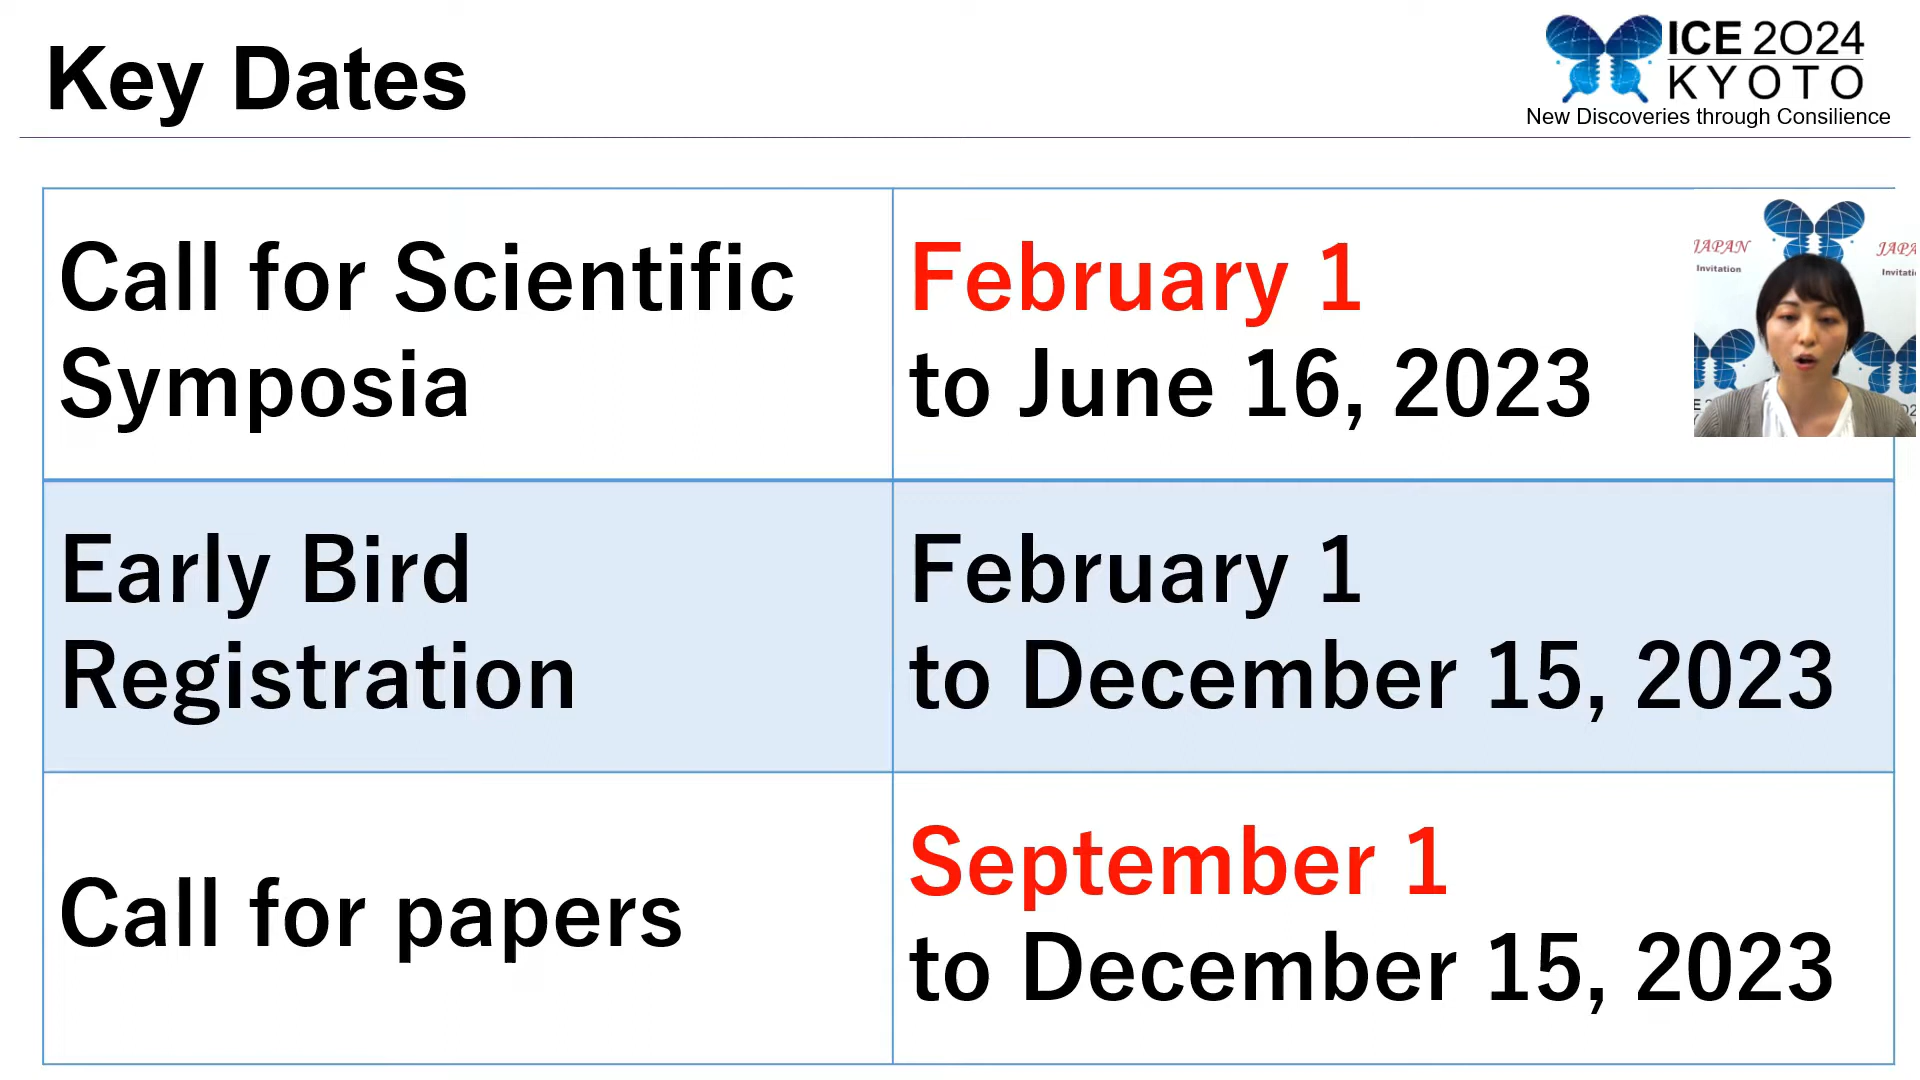 Key Dates
ICE 2024
KYOTO
New Discoveries through Consilience
Call for Scientific
Symposia
February 1
to June 16, 2023
JAPAN
Invitation
Early Bird
Registration
February 1
to December 15, 2023
Call for papers
September 1
to December 15, 2023